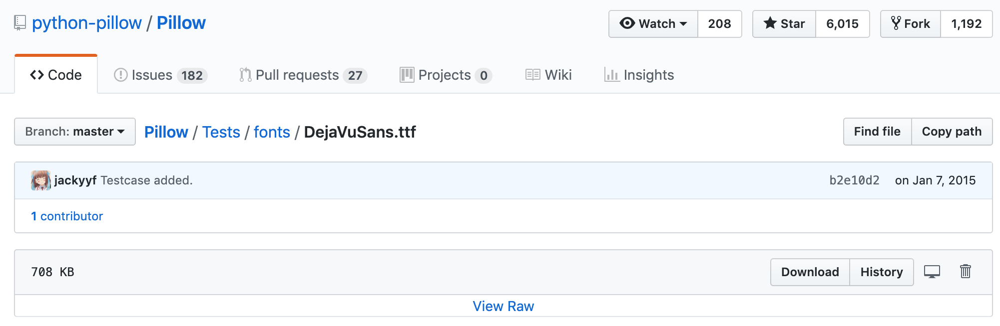 python-pillow / Pillow Watch 208 Star 6,015 Fork 1,192
Code Issues 182 Pull requests 27 Projects 0 Wiki Insights
Branch: master Pillow / Tests / fonts / DejaVuSans.ttf Find file Copy path
jackyyf Testcase added. b2e10d2 on Jan 7, 2015
1 contributor
708 KB Download History
View Raw